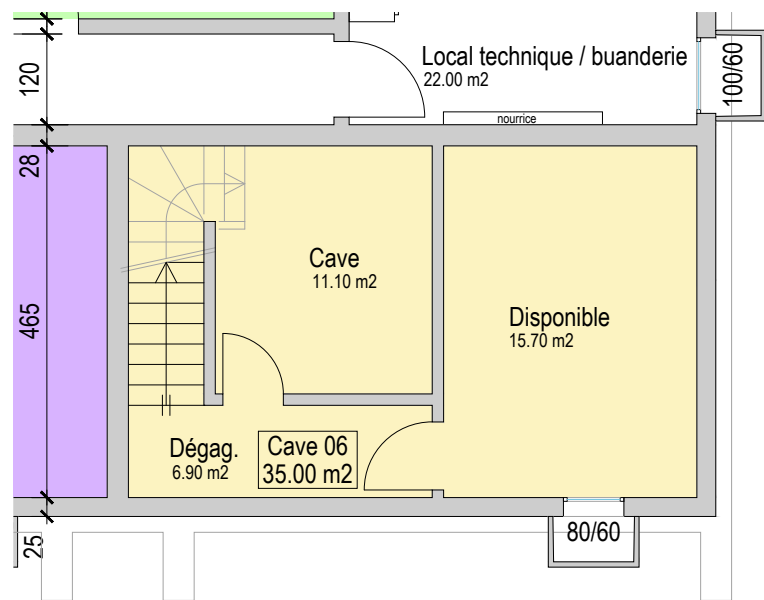 Local technique / buanderie
22.00 m2
100/60
120
nourrice
28
Cave
11.10 m2
465
Disponible
15.70 m2
Dégag.
6.90 m2
Cave 06
35.00 m2
25
80/60